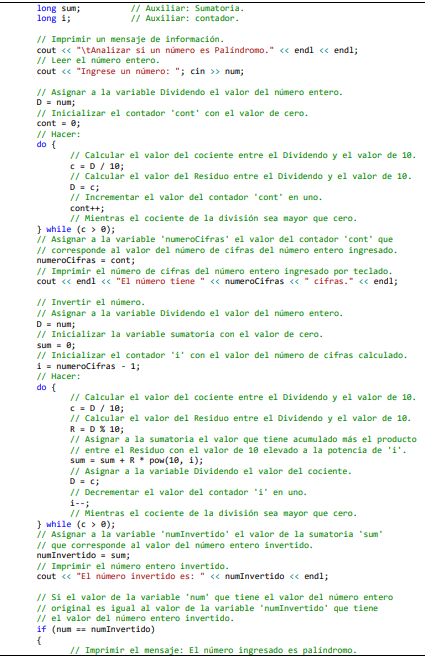 long sum;          // Auxiliar: Sumatoria.
long i;            // Auxiliar: contador.
// Imprimir un mensaje de información.
cout << "\tAnalizar si un número es Palíndromo." << endl << endl;
// Leer el número entero.
cout << "Ingrese un número: "; cin >> num;
// Asignar a la variable Dividendo el valor del número entero.
D = num;
// Inicializar el contador 'cont' con el valor de cero.
cont = 0;
// Hacer:
do {
// Calcular el valor del cociente entre el Dividendo y el valor de 10.
c = D / 10;
// Calcular el valor del Residuo entre el Dividendo y el valor de 10.
D = c;
// Incrementar el valor del contador 'cont' en uno.
cont++;
// Mientras el cociente de la división sea mayor que cero.
} while (c > 0);
// Asignar a la variable 'numeroCifras' el valor del contador 'cont' que
// corresponde al valor del número de cifras del número entero ingresado.
numeroCifras = cont;
// Imprimir el número de cifras del número entero ingresado por teclado.
cout << endl << "El número tiene " << numeroCifras << " cifras." << endl;
// Invertir el número.
// Asignar a la variable Dividendo el valor del número entero.
D = num;
// Inicializar la variable sumatoria con el valor de cero.
sum = 0;
// Inicializar el contador 'i' con el valor del número de cifras calculado.
i = numeroCifras - 1;
// Hacer:
do {
// Calcular el valor del cociente entre el Dividendo y el valor de 10.
c = D / 10;
// Calcular el valor del Residuo entre el Dividendo y el valor de 10.
R = D % 10;
// Asignar a la sumatoria el valor que tiene acumulado más el producto
// entre el Residuo con el valor de 10 elevado a la potencia de 'i'.
sum = sum + R * pow(10, i);
// Asignar a la variable Dividendo el valor del cociente.
D = c;
// Decrementar el valor del contador 'i' en uno.
i--;
// Mientras el cociente de la división sea mayor que cero.
} while (c > 0);
// Asignar a la variable 'numInvertido' el valor de la sumatoria 'sum'
// que corresponde al valor del número entero invertido.
numInvertido = sum;
// Imprimir el número entero invertido.
cout << "El número invertido es: " << numInvertido << endl;
// Si el valor de la variable 'num' que tiene el valor del número entero
// original es igual al valor de la variable 'numInvertido' que tiene
// el valor del número entero invertido.
if (num == numInvertido)
{
// Imprimir el mensaje: El número ingresado es palíndromo.